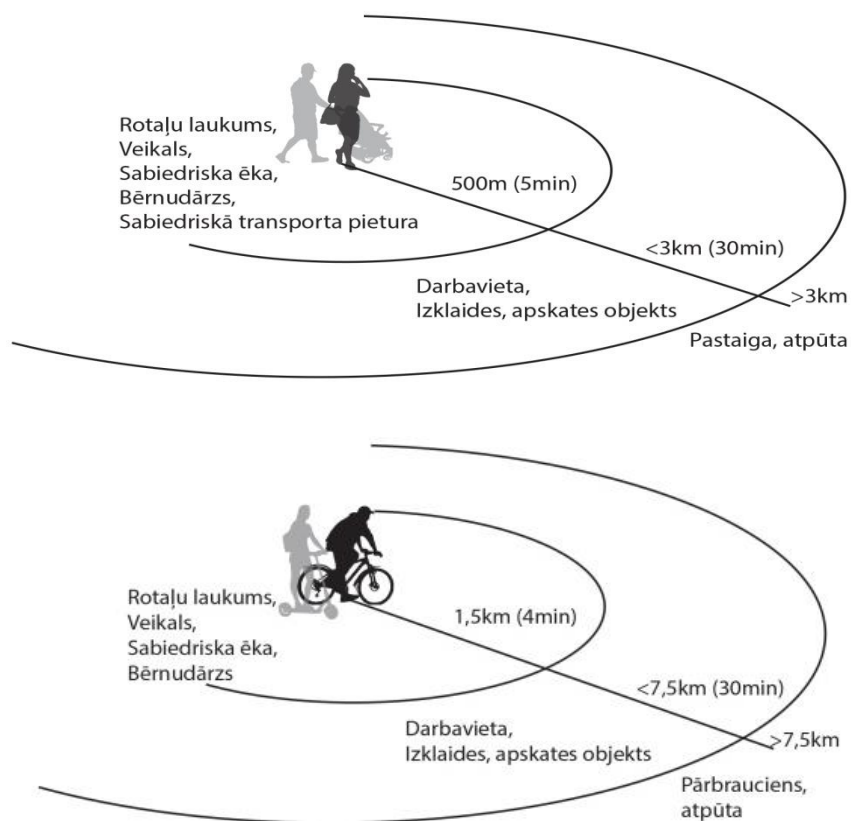 Rotaļu laukums,
Veikals,
Sabiedriska ēka,
Bērnudārzs,
Sabiedriskā transporta pietura
500m (5min)
<3km (30min)
>3km
Darbavieta,
Izklaides, apskates objekts
Pastaiga, atpūta
Rotaļu laukums,
Veikals,
Sabiedriska ēka,
Bērnudārzs
1,5km (4min)
<7,5km (30min)
>7,5km
Darbavieta,
Izklaides, apskates objekts
Pārbrauciens,
atpūta